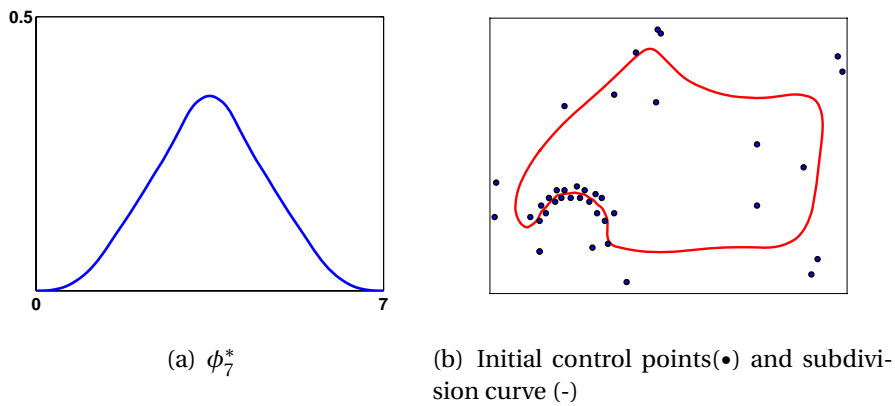 0.5
0
7
(a) ϕ*₇
(b) Initial control points(•) and subdivi-
sion curve (-)